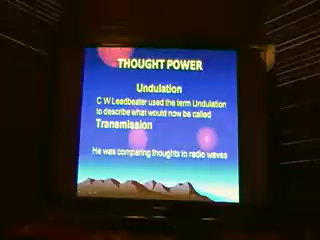 THOUGHT POWER
Undulation
C W Leadbeater used the term Undulation
to describe what would now be called
Transmission
He was comparing thoughts to radio waves